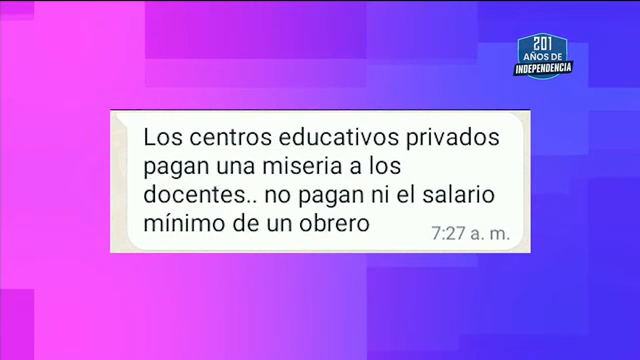 201
AÑOS DE
INDEPENDENCIA
Los centros educativos privados
pagan una miseria a los
docentes.. no pagan ni el salario
mínimo de un obrero
7:27 a. m.